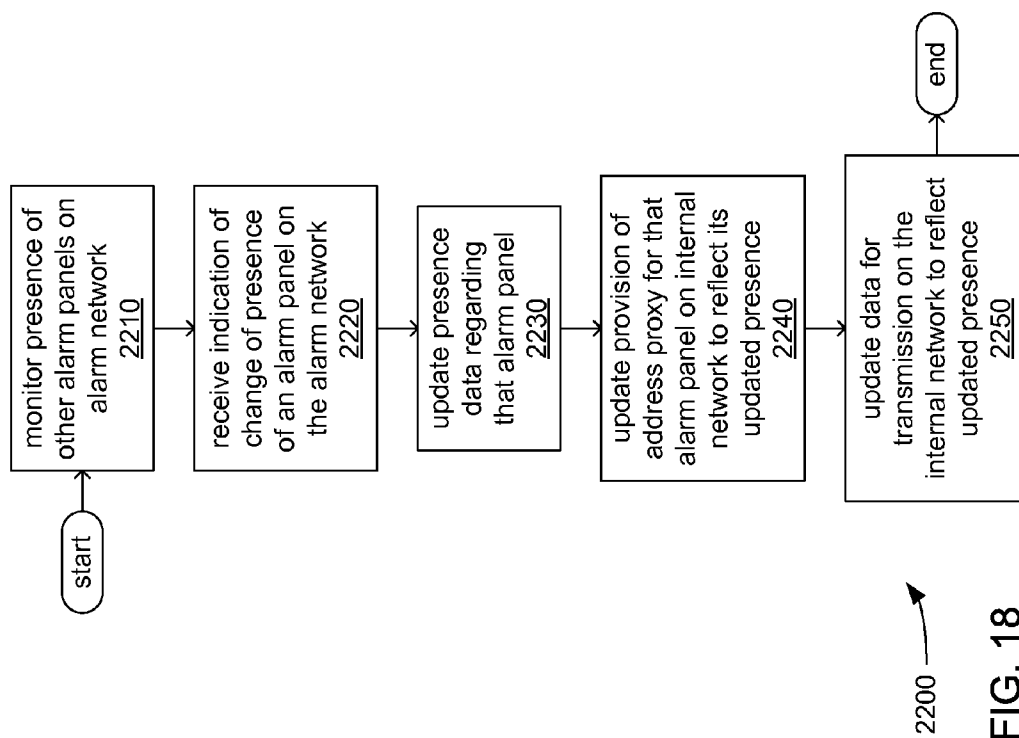 start
monitor presence of
other alarm panels on
alarm network
2210
receive indication of
change of presence
of an alarm panel on
the alarm network
2220
update presence
data regarding
that alarm panel
2230
update provision of
address proxy for that
alarm panel on internal
network to reflect its
updated presence
2240
update data for
transmission on the
internal network to reflect
updated presence
2250
end
2200
FIG. 18